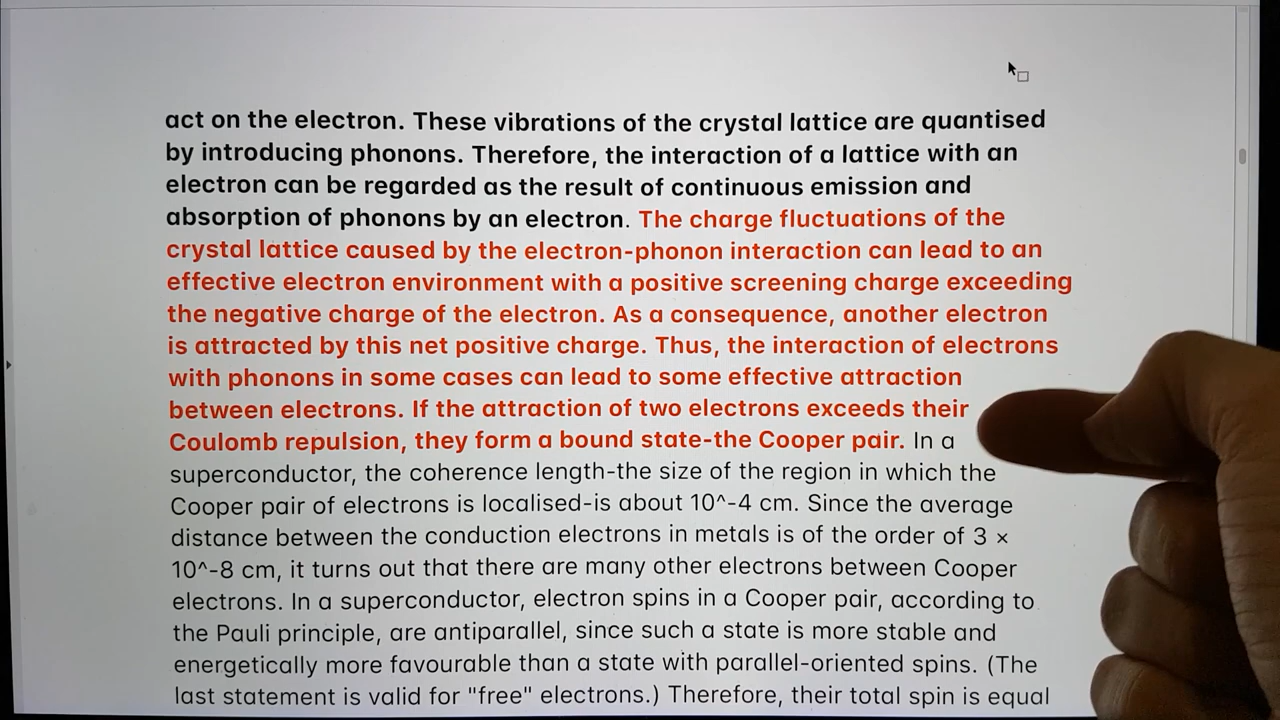 act on the electron. These vibrations of the crystal lattice are quantised
by introducing phonons. Therefore, the interaction of a lattice with an
electron can be regarded as the result of continuous emission and
absorption of phonons by an electron. The charge fluctuations of the
crystal lattice caused by the electron-phonon interaction can lead to an
effective electron environment with a positive screening charge exceeding
the negative charge of the electron. As a consequence, another electron
is attracted by this net positive charge. Thus, the interaction of electrons
with phonons in some cases can lead to some effective attraction
between electrons. If the attraction of two electrons exceeds their
Coulomb repulsion, they form a bound state-the Cooper pair. In a
superconductor, the coherence length-the size of the region in which the
Cooper pair of electrons is localised-is about 10^-4 cm. Since the average
distance between the conduction electrons in metals is of the order of 3 ×
10^-8 cm, it turns out that there are many other electrons between Cooper
electrons. In a superconductor, electron spins in a Cooper pair, according to
the Pauli principle, are antiparallel, since such a state is more stable and
energetically more favourable than a state with parallel-oriented spins. (The
last statement is valid for "free" electrons.) Therefore, their total spin is equal